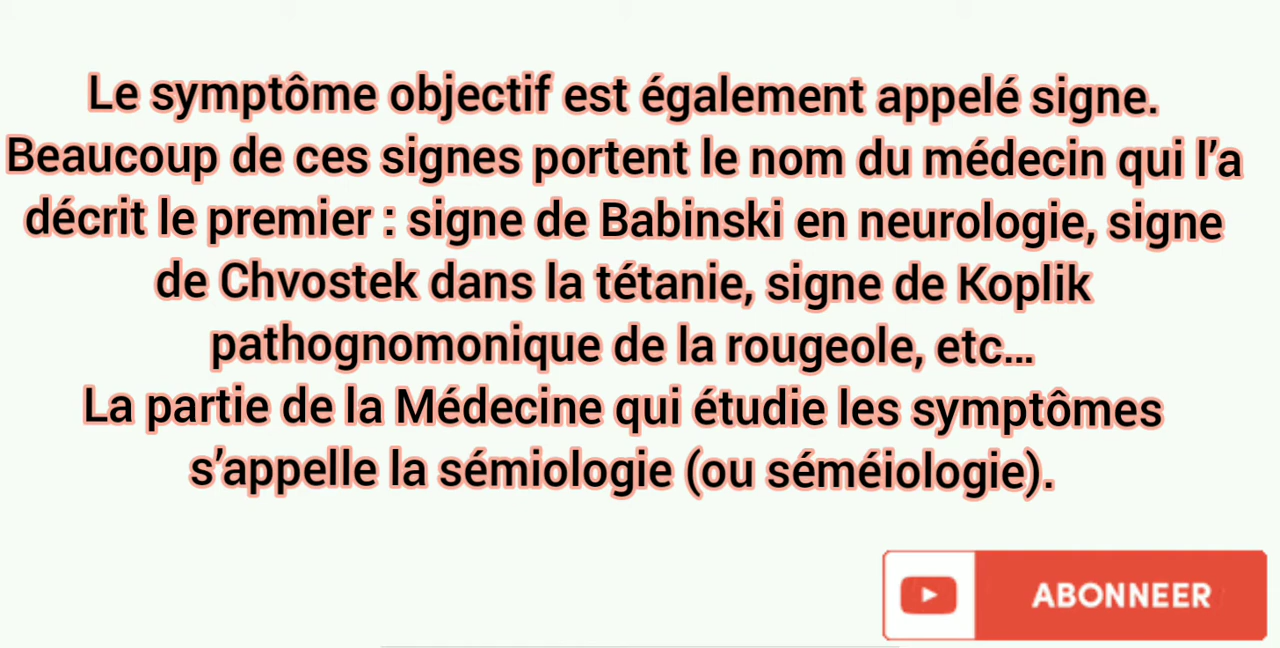 Le symptôme objectif est également appelé signe.
Beaucoup de ces signes portent le nom du médecin qui l’a
décrit le premier : signe de Babinski en neurologie, signe
de Chvostek dans la tétanie, signe de Koplik
pathognomonique de la rougeole, etc...
La partie de la Médecine qui étudie les symptômes
s’appelle la sémiologie (ou séméiologie).
ABONNEER